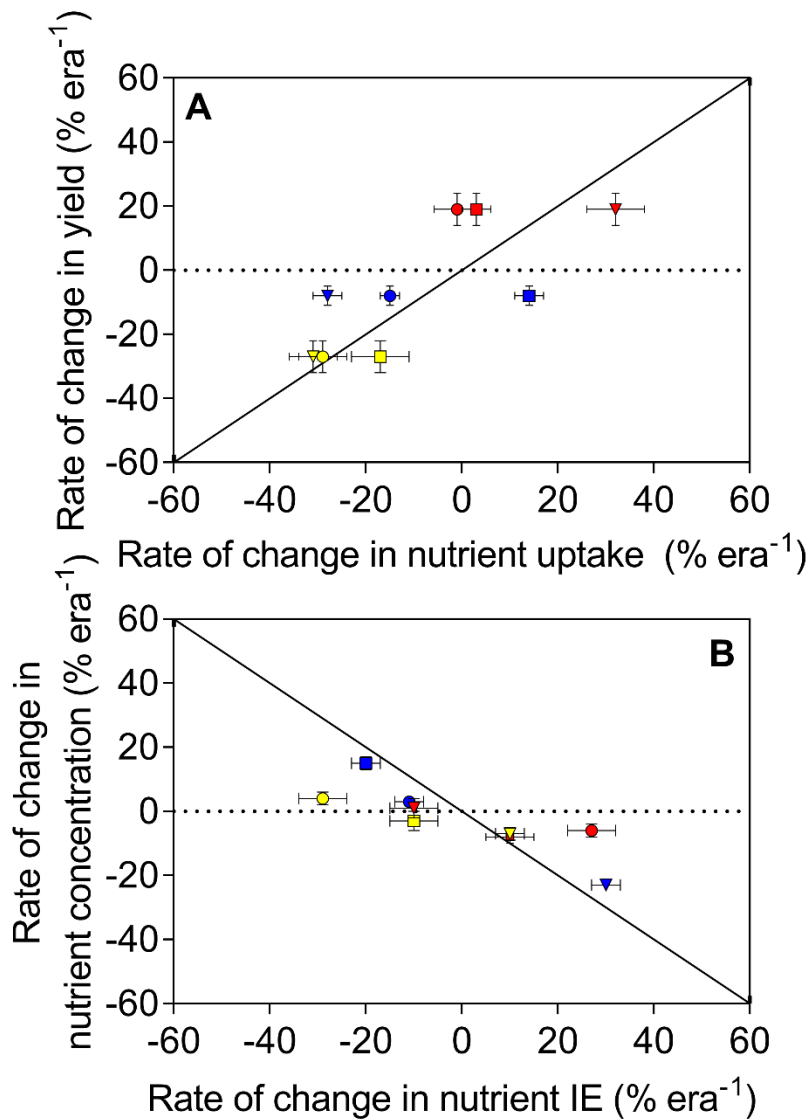 Rate of change in yield (% era⁻¹)
A
60
40
20
0
-20
-40
-60
-60 -40 -20 0 20 40 60
Rate of change in nutrient uptake (% era⁻¹)
Rate of change in
nutrient concentration (% era⁻¹)
B
60
40
20
0
-20
-40
-60
-60 -40 -20 0 20 40 60
Rate of change in nutrient IE (% era⁻¹)